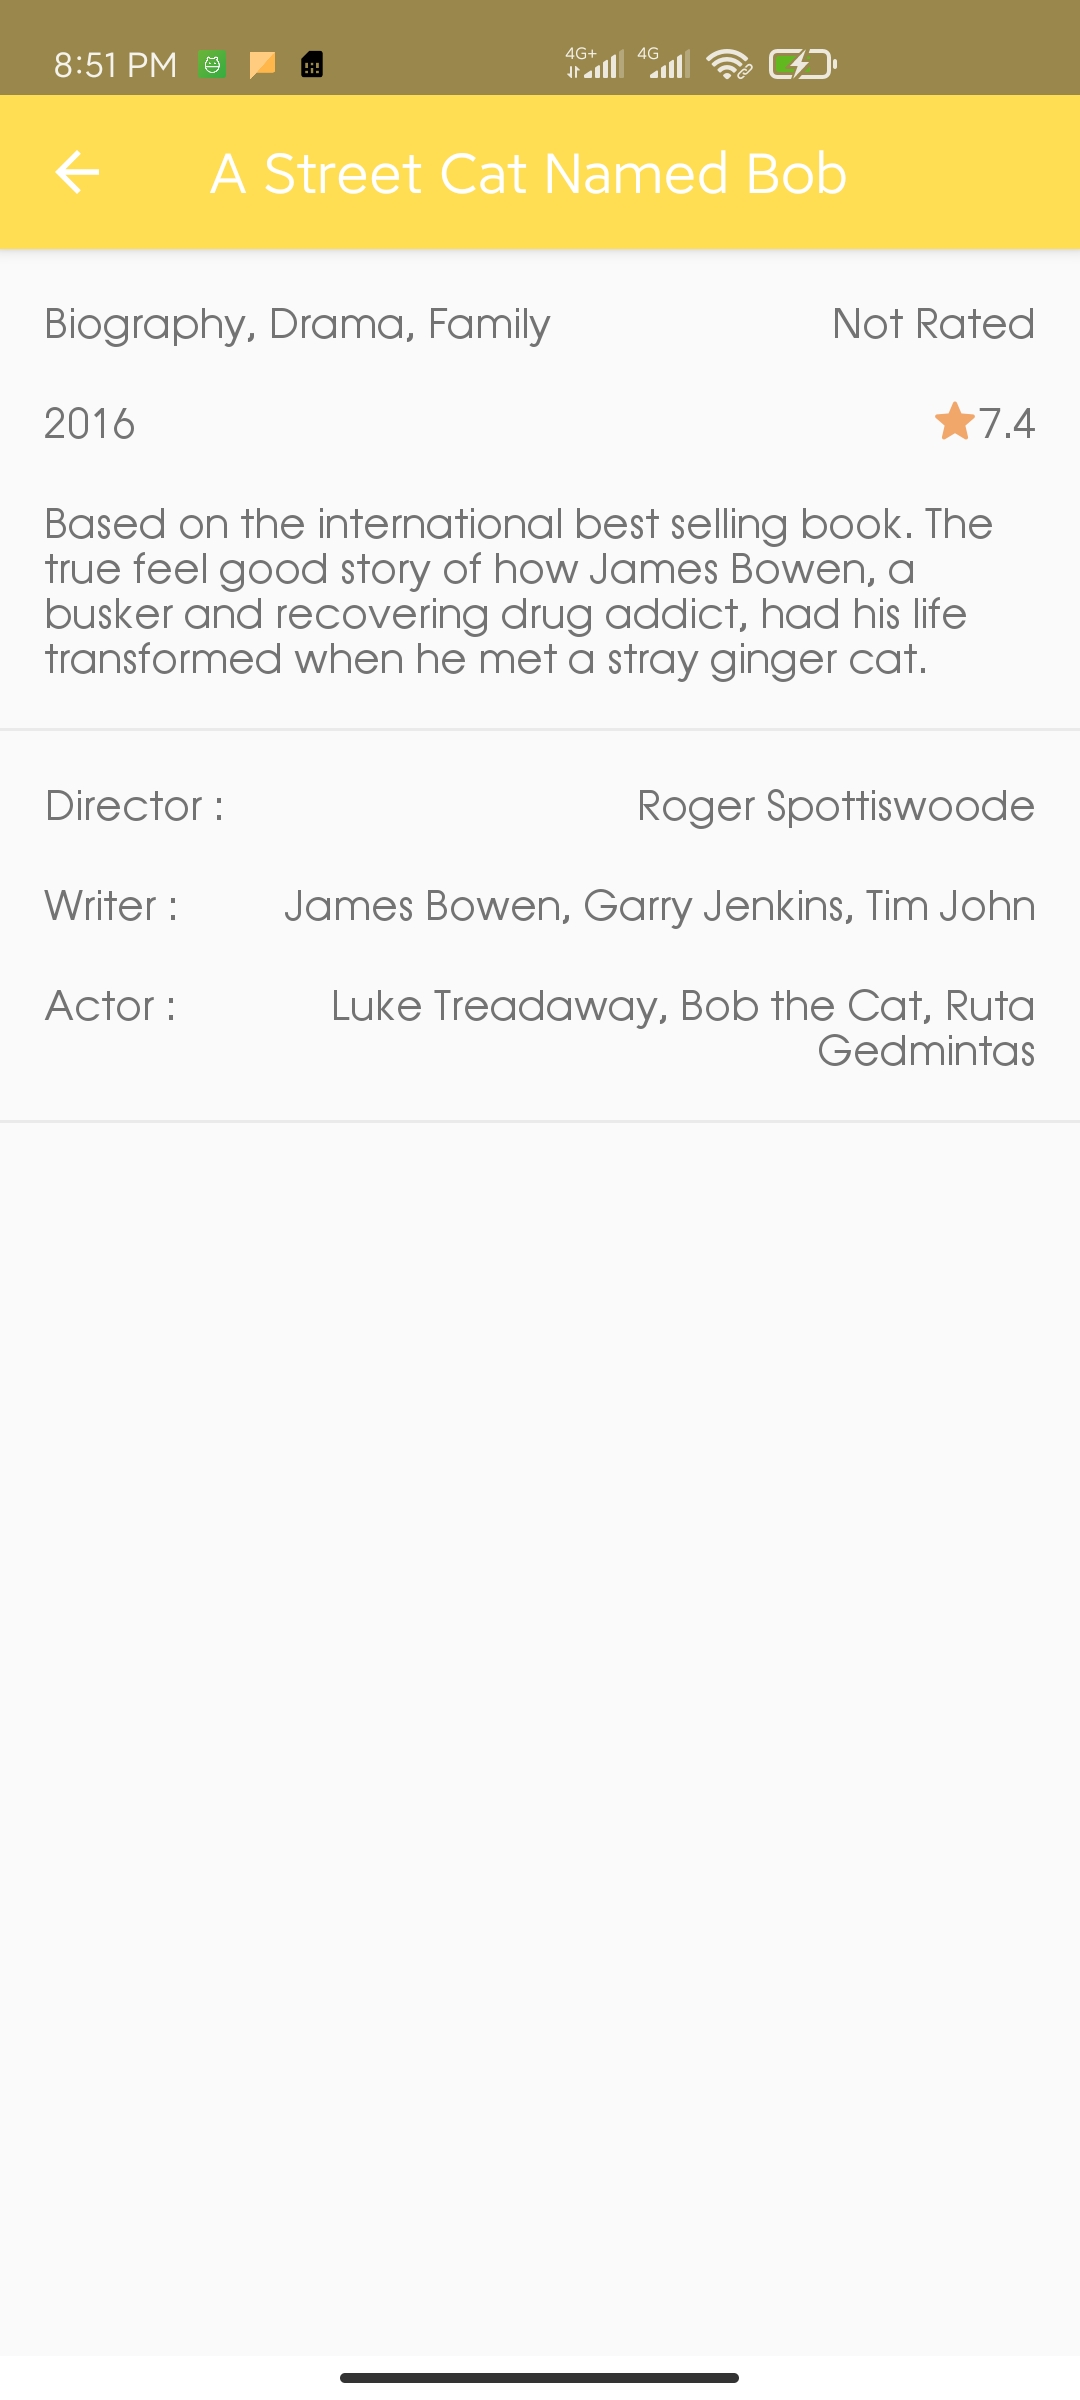 8:51 PM
4G+ 4G
A Street Cat Named Bob
Biography, Drama, Family Not Rated
2016 7.4
Based on the international best selling book. The
true feel good story of how James Bowen, a
busker and recovering drug addict, had his life
transformed when he met a stray ginger cat.
Director : Roger Spottiswoode
Writer : James Bowen, Garry Jenkins, Tim John
Actor : Luke Treadaway, Bob the Cat, Ruta
Gedmintas